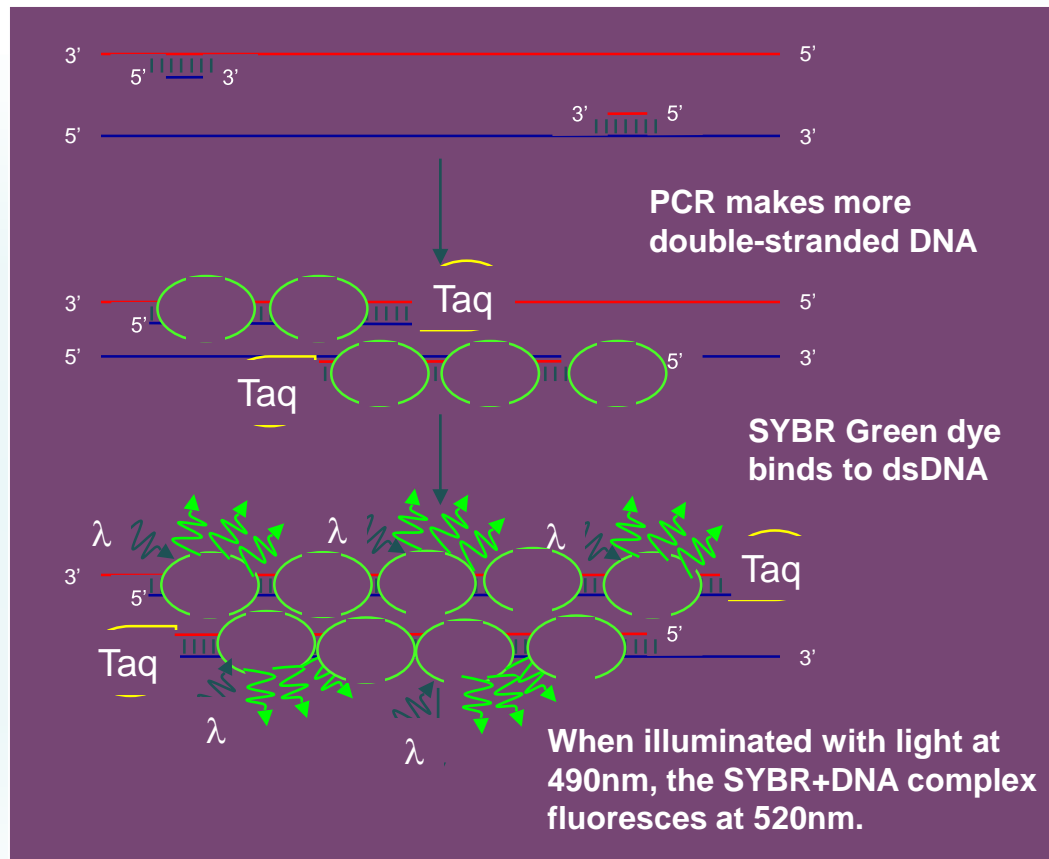 3’ 5’
5’ 3’
3’ 5’
5’ 3’
PCR makes more
double-stranded DNA
3’ Taq 5’
5’
5’ 5’ 3’
Taq
SYBR Green dye
binds to dsDNA
λ λ λ
3’ Taq
5’
Taq 5’
3’
λ λ
When illuminated with light at
490nm, the SYBR+DNA complex
fluoresces at 520nm.